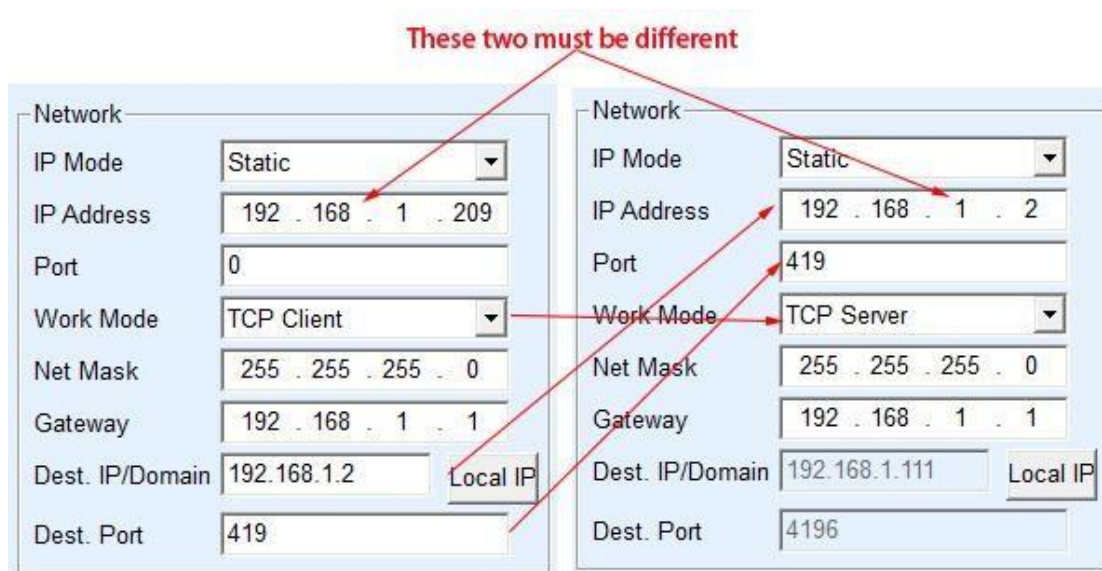 These two must be different
Network
IP Mode Static
IP Address 192 . 168 . 1 . 209
Port 0
Work Mode TCP Client
Net Mask 255 . 255 . 255 . 0
Gateway 192 . 168 . 1 . 1
Dest. IP/Domain 192.168.1.2 Local IP
Dest. Port 419
Network
IP Mode Static
IP Address 192 . 168 . 1 . 2
Port 419
Work Mode TCP Server
Net Mask 255 . 255 . 255 . 0
Gateway 192 . 168 . 1 . 1
Dest. IP/Domain 192.168.1.111 Local IP
Dest. Port 4196